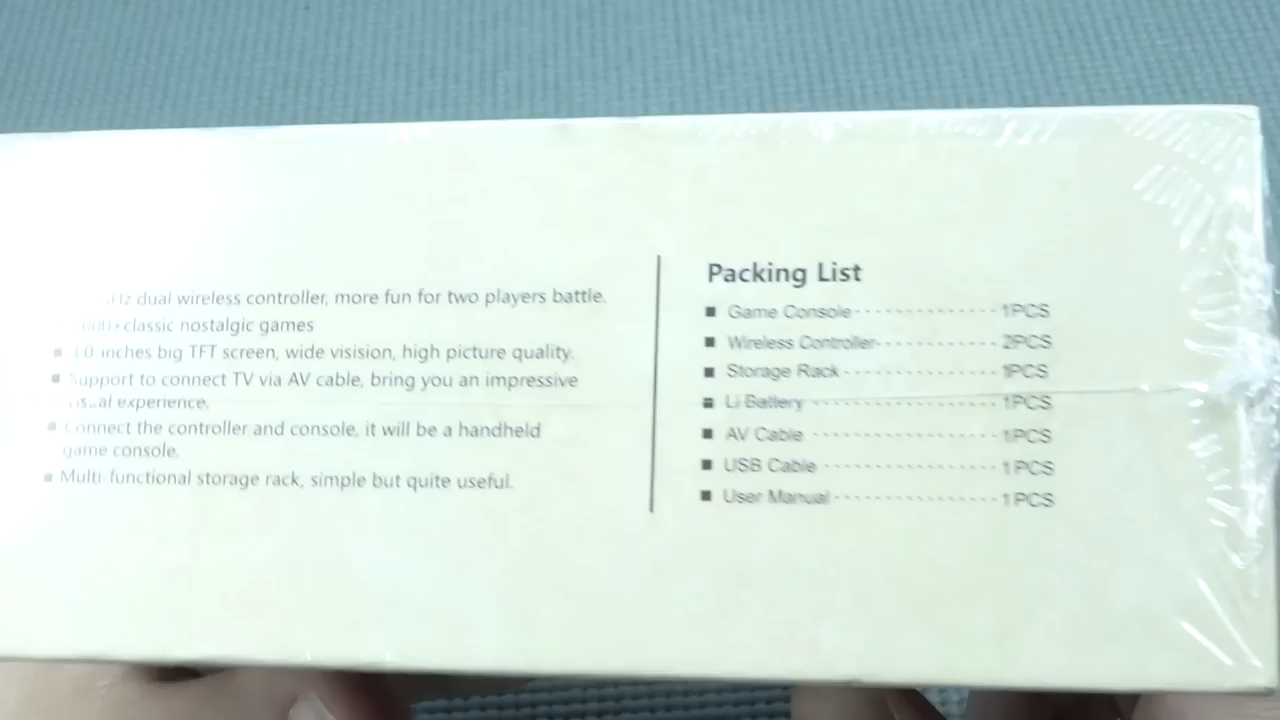 dual wireless controller, more fun for two players battle.
classic nostalgic games
inches big TFT screen, wide visision, high picture quality.
Support to connect TV via AV cable, bring you an impressive
visual experience.
Connect the controller and console, it will be a handheld
game console.
Multi-functional storage rack, simple but quite useful.
Packing List
Game Console 1PCS
Wireless Controller 2PCS
Storage Rack 1PCS
Li Battery 1PCS
AV Cable 1PCS
USB Cable 1PCS
User Manual 1PCS